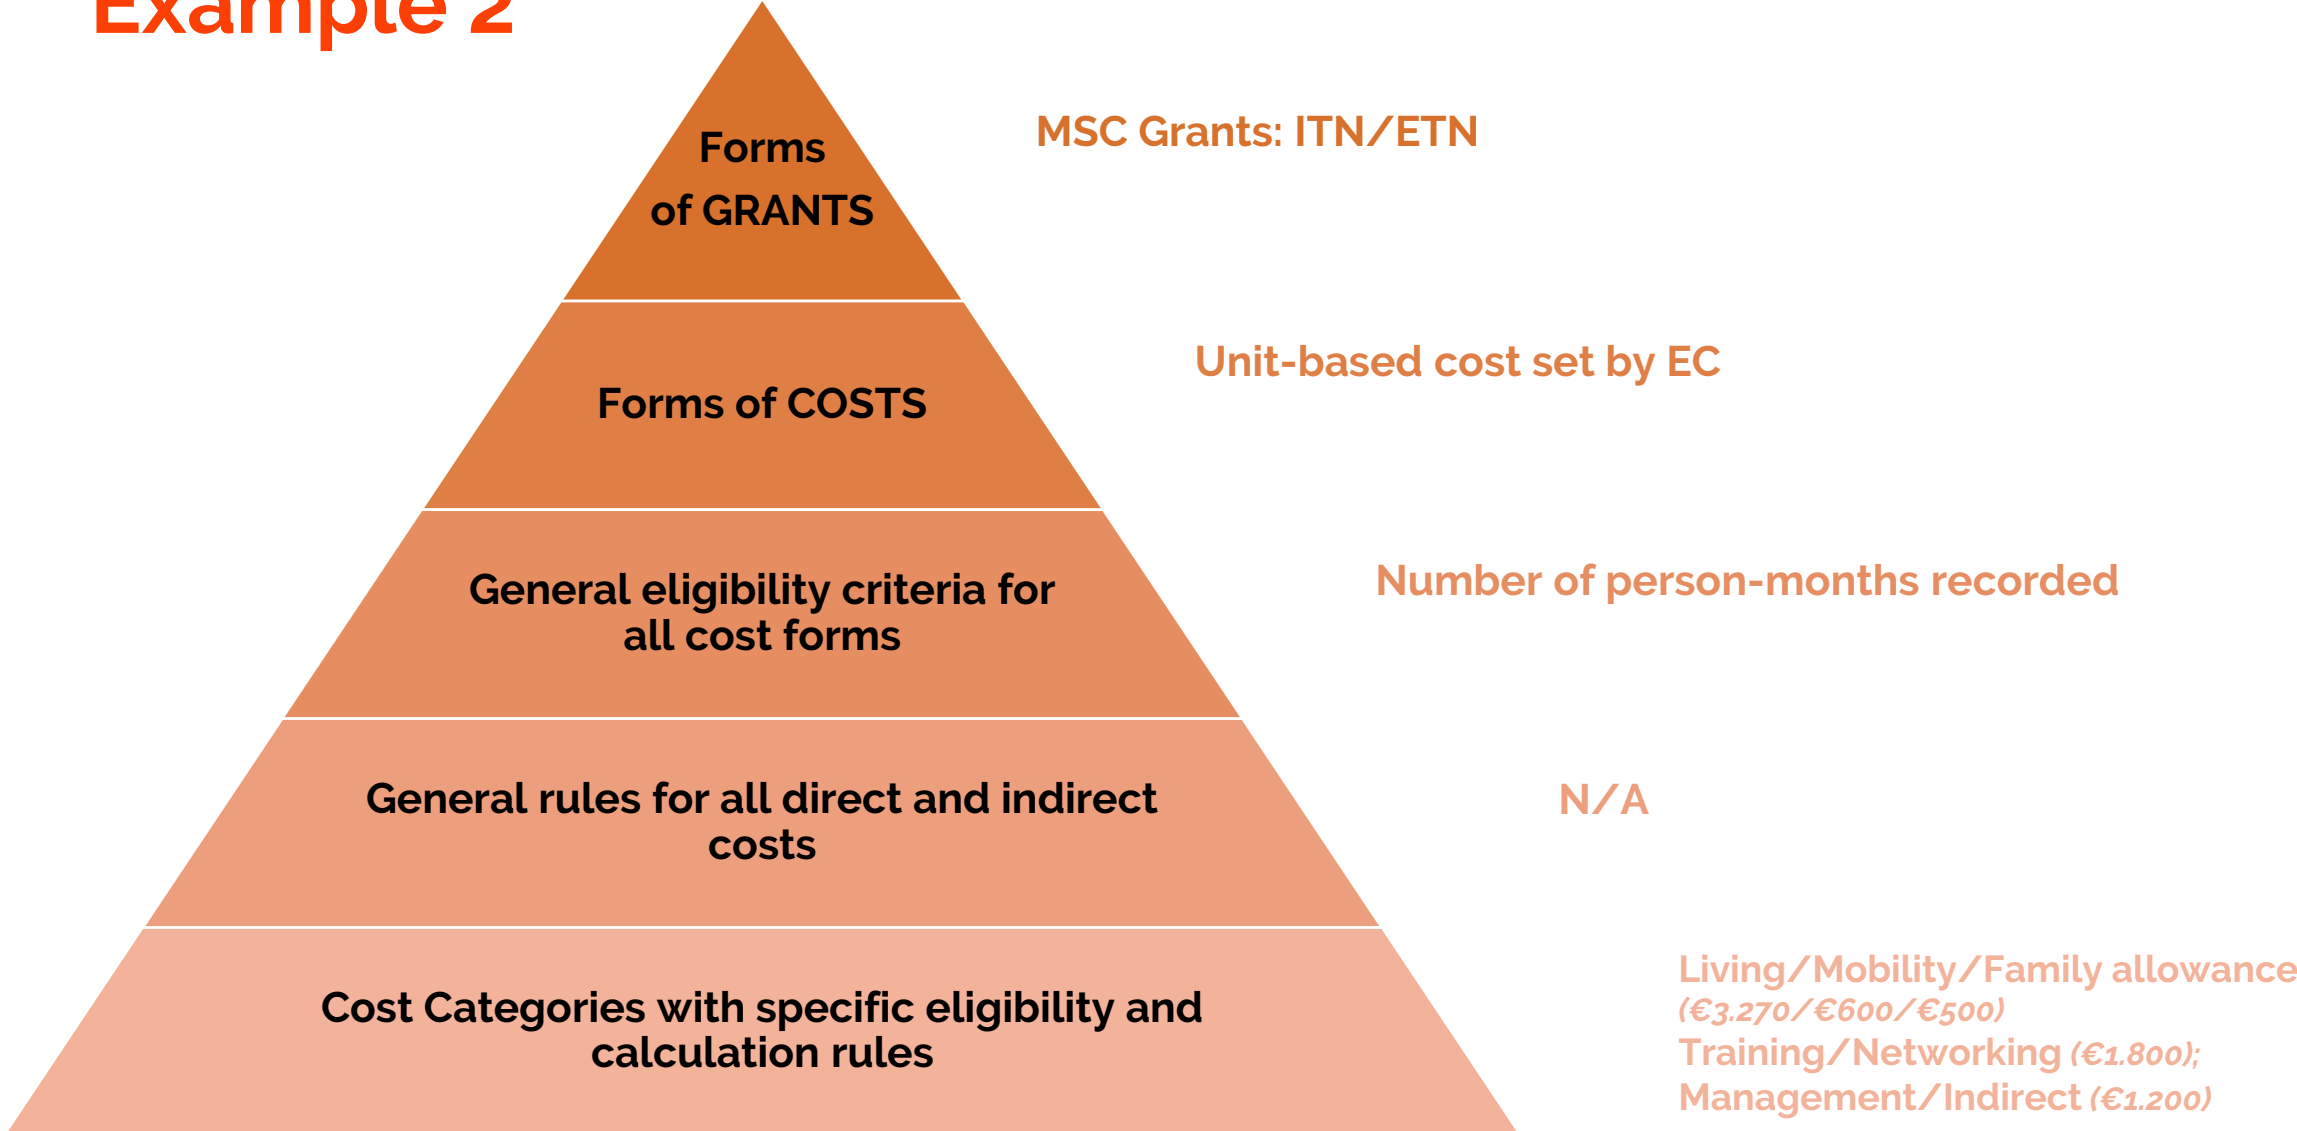 Example 2
Forms
of GRANTS
MSC Grants: ITN/ETN
Forms of COSTS
Unit-based cost set by EC
General eligibility criteria for
all cost forms
Number of person-months recorded
General rules for all direct and indirect
costs
N/A
Cost Categories with specific eligibility and
calculation rules
Living/Mobility/Family allowance
(€3.270/€600/€500)
Training/Networking (€1.800);
Management/Indirect (€1.200)